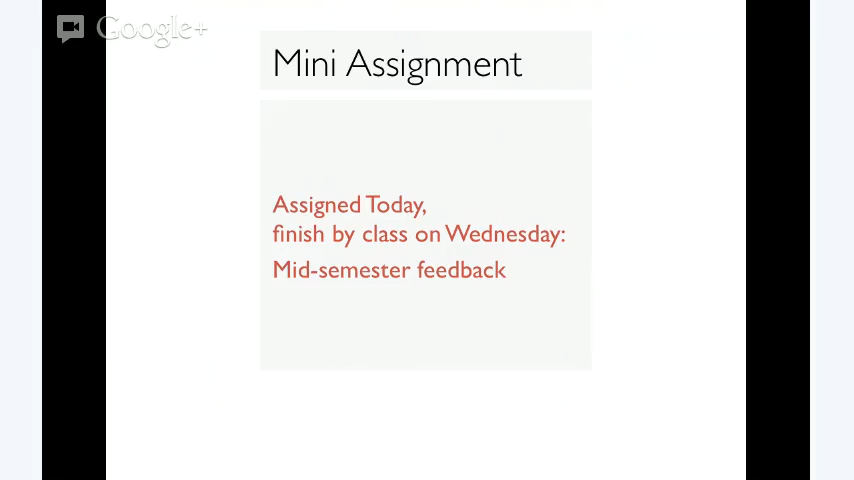 Google+
Mini Assignment
Assigned Today,
finish by class on Wednesday:
Mid-semester feedback